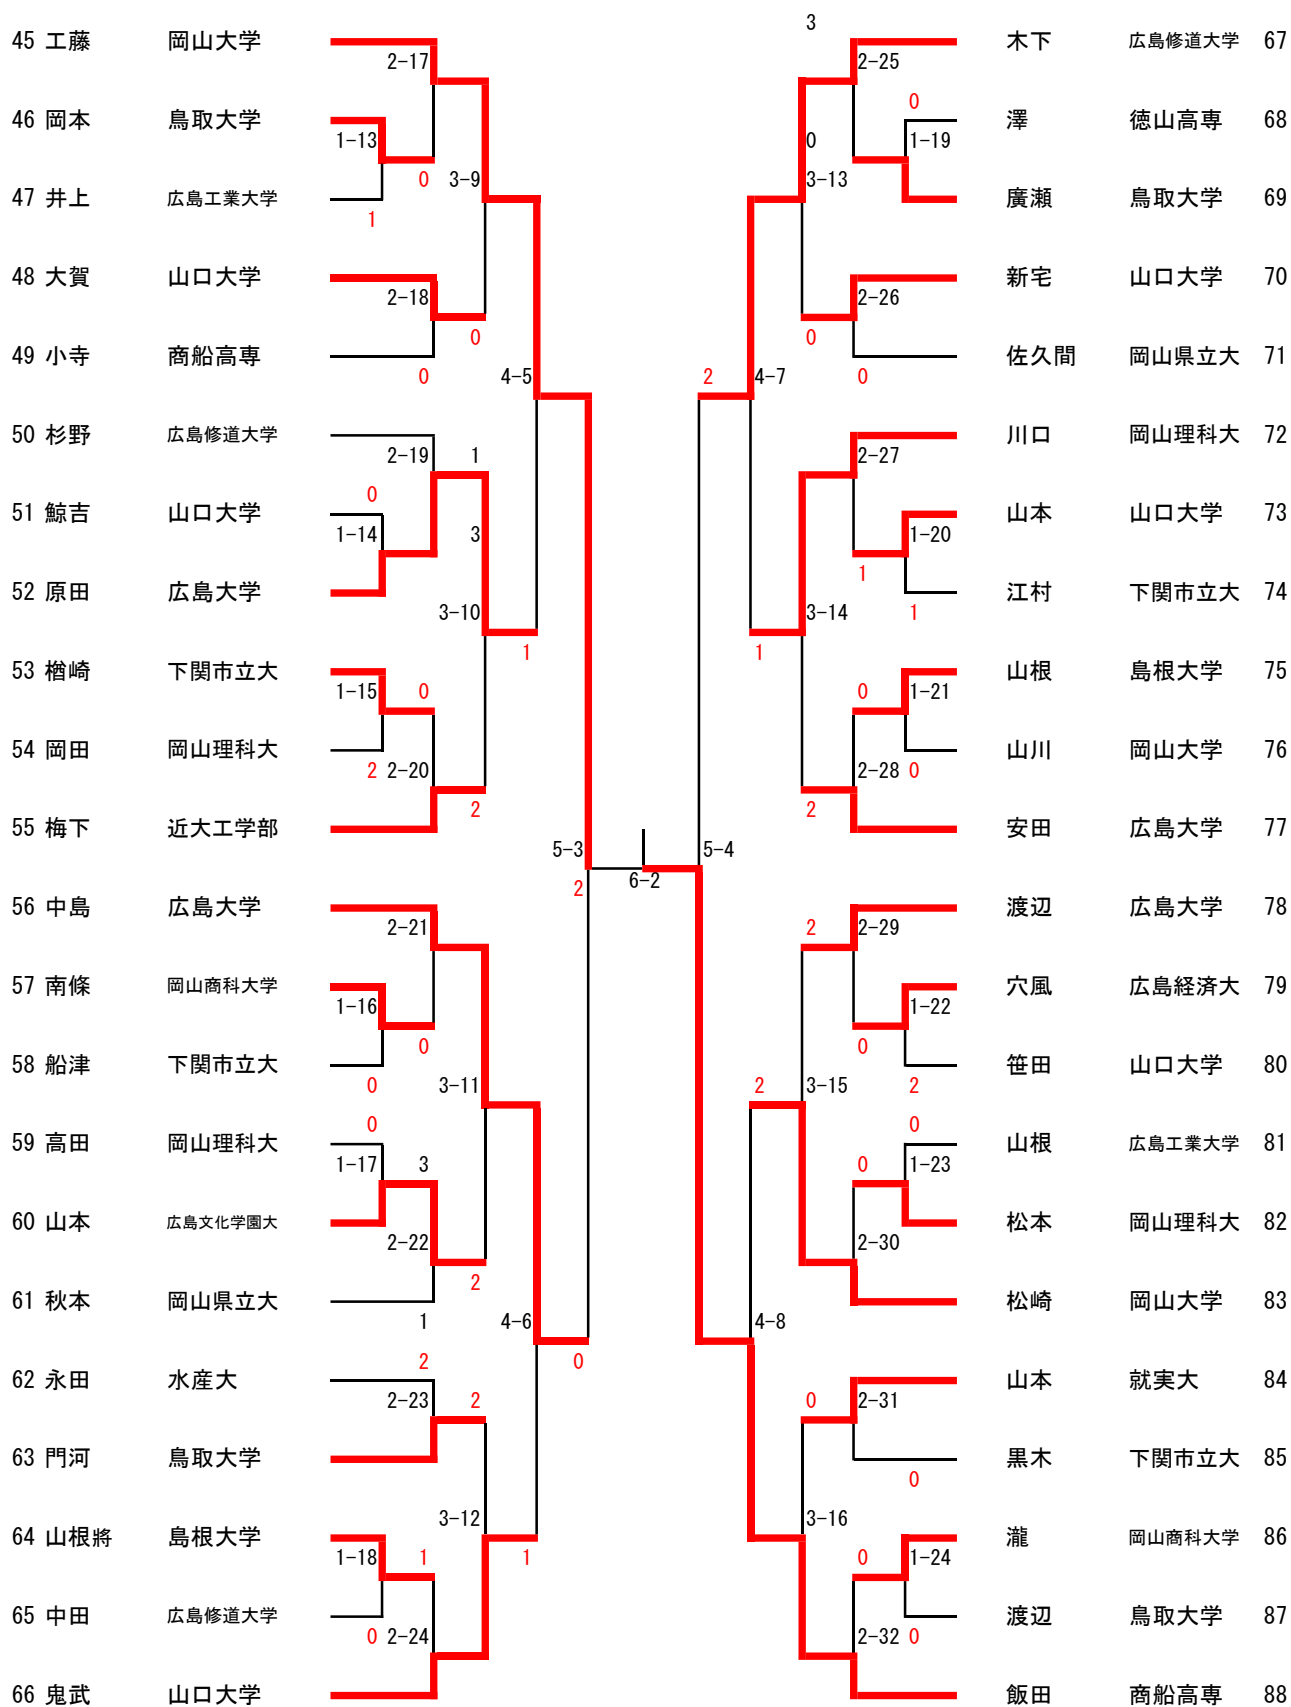 3
45 工藤 岡山大学 木下 広島修道大学 67
2-17 2-25
0
46 岡本 鳥取大学 澤 徳山高専 68
1-13 0 1-19
0 3-9 3-13
47 井上 広島工業大学 廣瀬 鳥取大学 69
1
48 大賀 山口大学 新宅 山口大学 70
2-18 2-26
0 0
49 小寺 商船高専 佐久間 岡山県立大 71
0 4-5 2 4-7 0
50 杉野 広島修道大学 川口 岡山理科大 72
2-19 1 2-27
0
51 鯨吉 山口大学 山本 山口大学 73
1-14 3 1-20
1
52 原田 広島大学 江村 下関市立大 74
3-10 3-14 1
1 1
53 楢崎 下関市立大 山根 島根大学 75
1-15 0 0 1-21
54 岡田 岡山理科大 山川 岡山大学 76
2 2-20 2-28 0
2 2
55 梅下 近大工学部 安田 広島大学 77
5-3 5-4
2 6-2
56 中島 広島大学 渡辺 広島大学 78
2-21 2 2-29
57 南條 岡山商科大学 穴風 広島経済大 79
1-16 1-22
0 0
58 船津 下関市立大 笹田 山口大学 80
0 3-11 2 3-15 2
0 0
59 高田 岡山理科大 山根 広島工業大学 81
1-17 3 0 1-23
60 山本 広島文化学園大 松本 岡山理科大 82
2-22 2-30
2
61 秋本 岡山県立大 松崎 岡山大学 83
1 4-6 4-8
2 0
62 永田 水産大 山本 就実大 84
2-23 2 0 2-31
63 門河 鳥取大学 黒木 下関市立大 85
0
3-12 3-16
64 山根將 島根大学 瀧 岡山商科大学 86
1-18 1 1 0 1-24
65 中田 広島修道大学 渡辺 鳥取大学 87
0 2-24 2-32 0
66 鬼武 山口大学 飯田 商船高専 88